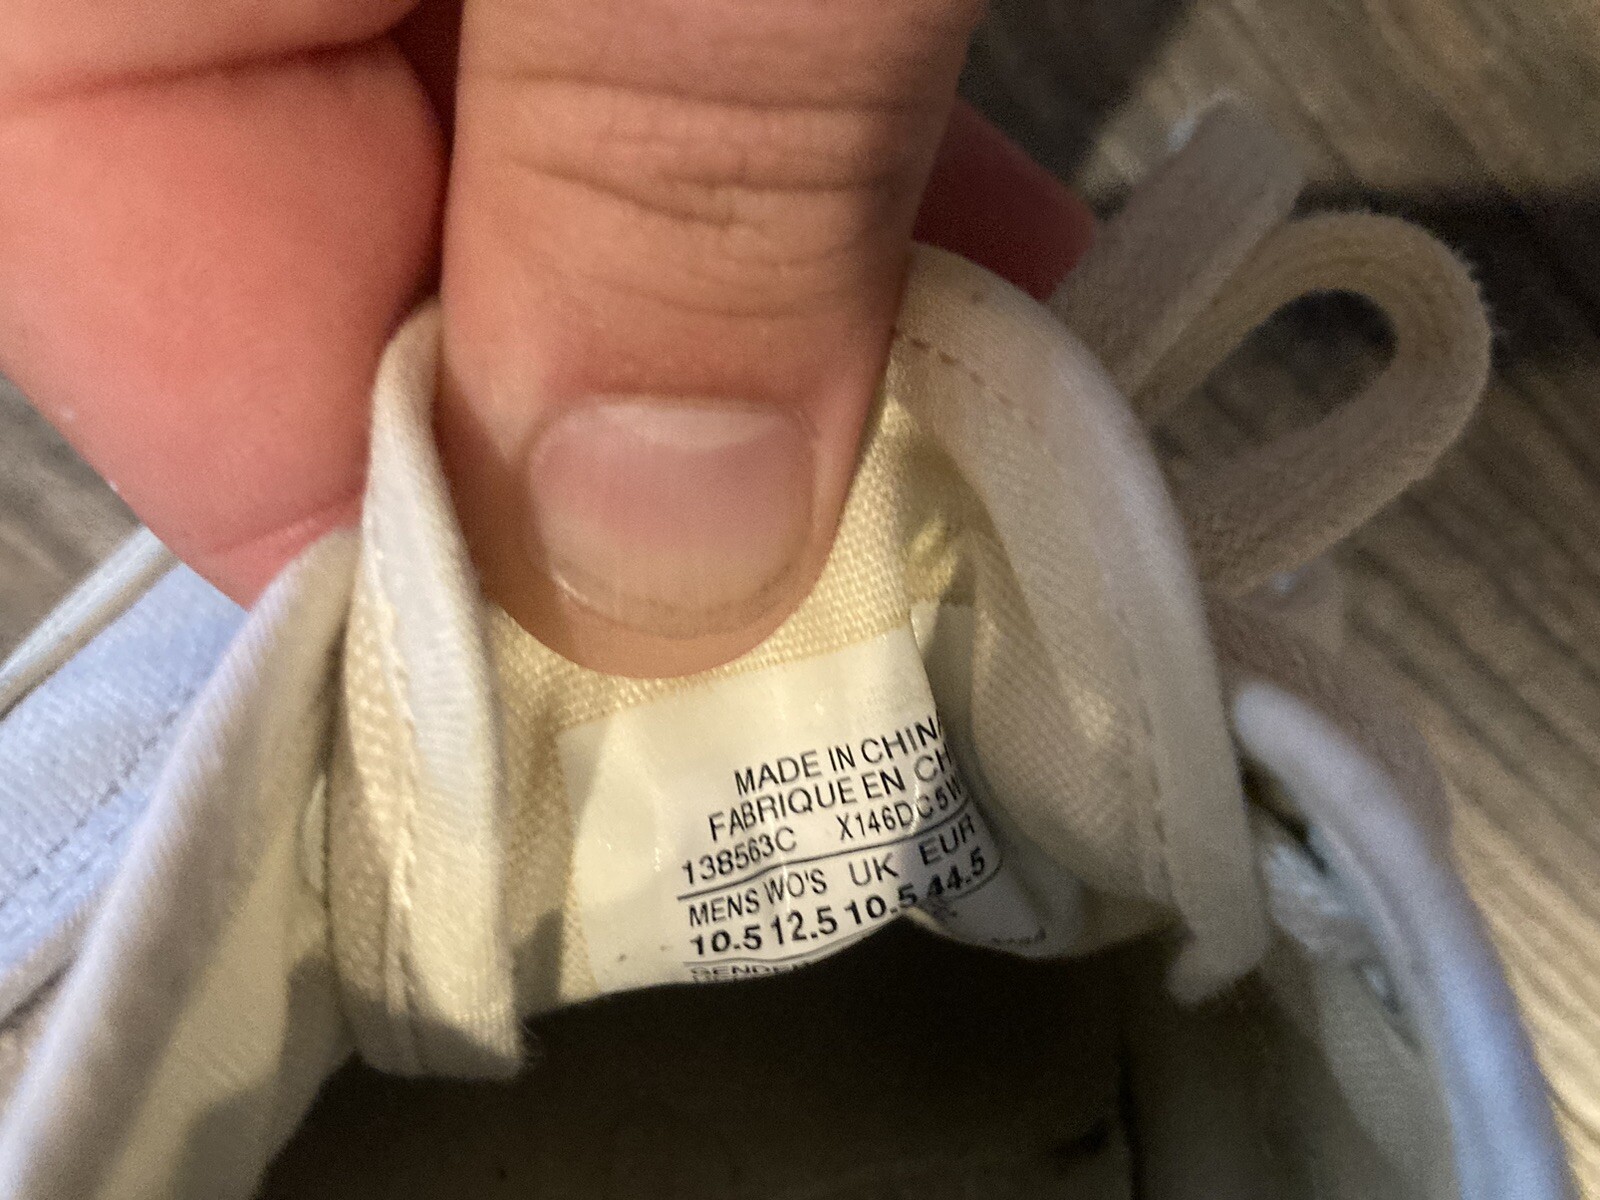 MADE IN CHINA
FABRIQUE EN CH
138563C X146DC5W
MENS WO'S UK EUR
10.5 12.5 10.5 44.5
GENDER